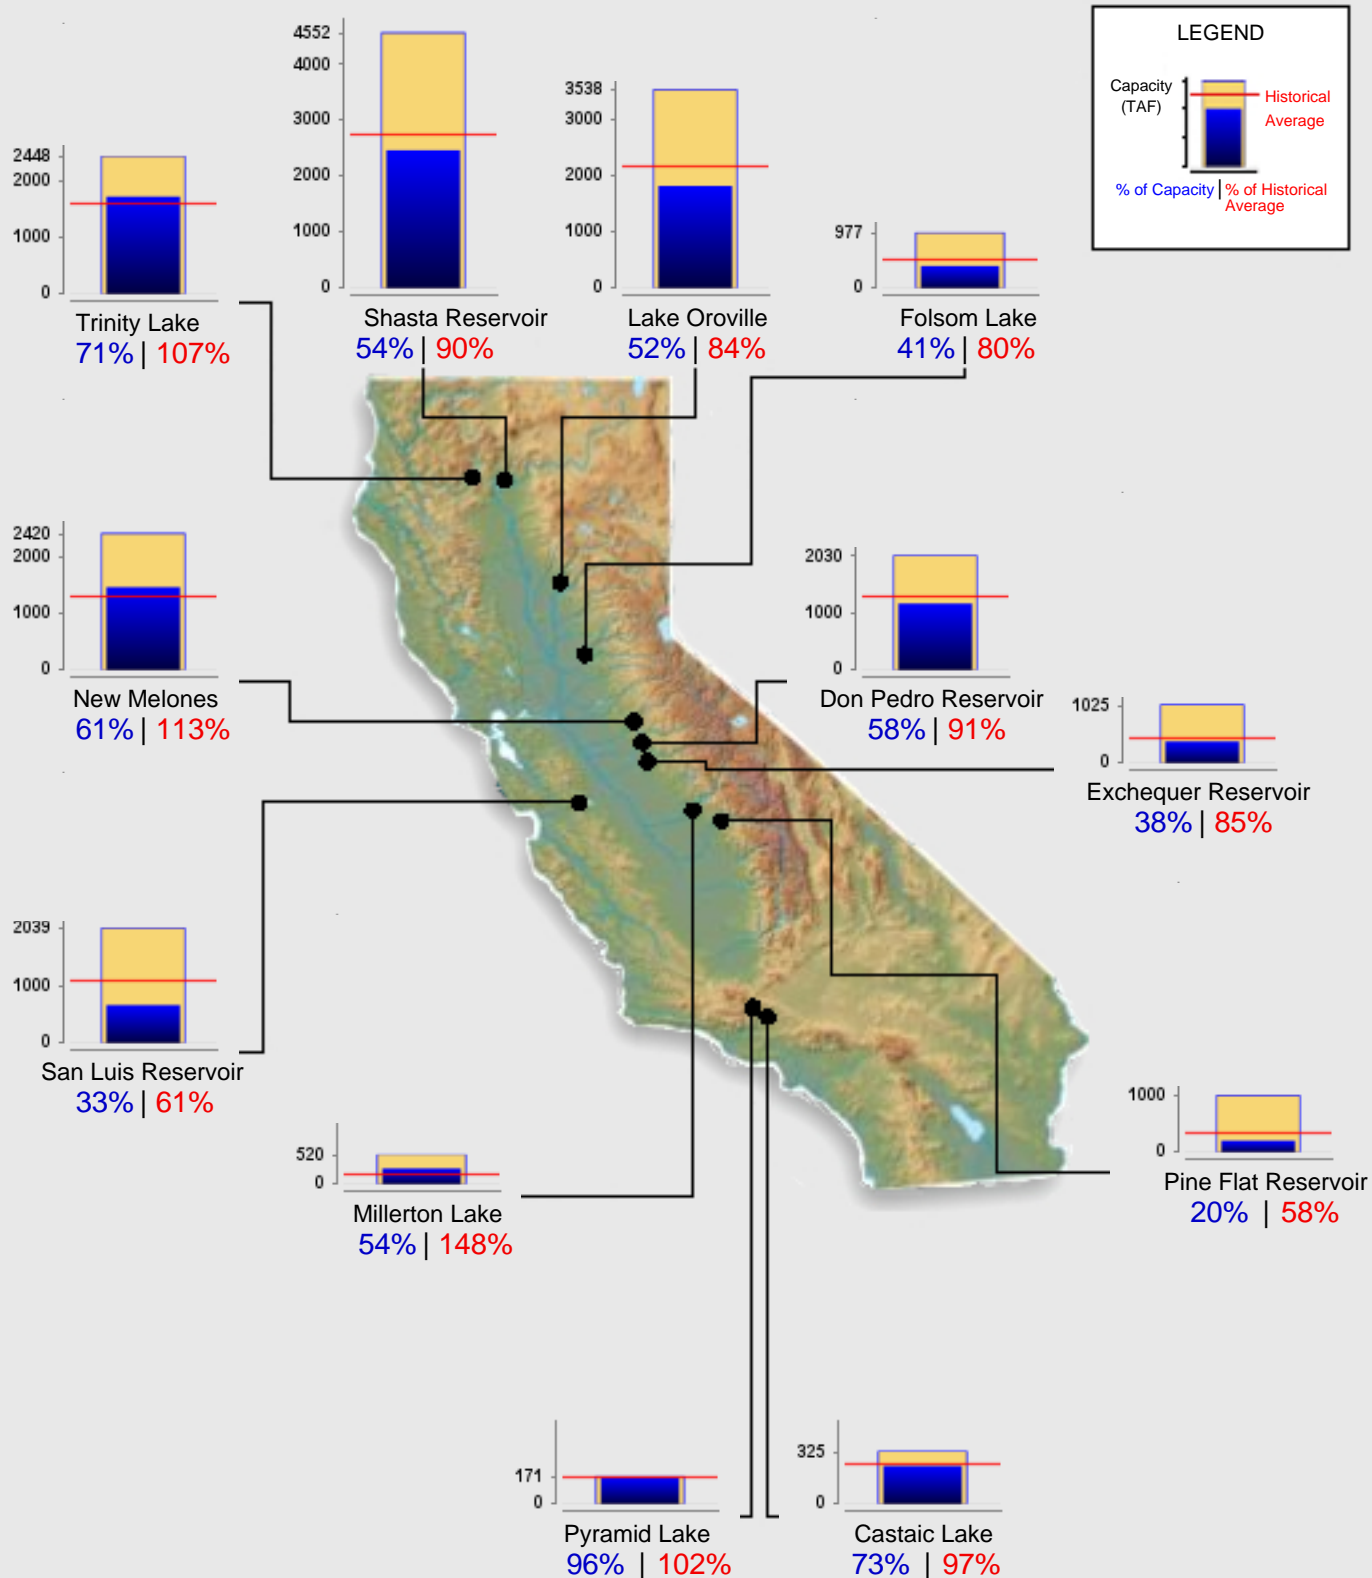 LEGEND
Capacity
(TAF)
Historical
Average
% of Capacity | % of Historical
Average
4552
4000
3000
2000
1000
0
Shasta Reservoir
54% | 90%
3538
3000
2000
1000
0
Lake Oroville
52% | 84%
2448
2000
1000
0
Trinity Lake
71% | 107%
977
0
Folsom Lake
41% | 80%
2420
2000
1000
0
New Melones
61% | 113%
2030
1000
0
Don Pedro Reservoir
58% | 91%
1025
0
Exchequer Reservoir
38% | 85%
2039
1000
0
San Luis Reservoir
33% | 61%
520
0
Millerton Lake
54% | 148%
1000
0
Pine Flat Reservoir
20% | 58%
171
0
Pyramid Lake
96% | 102%
325
0
Castaic Lake
73% | 97%